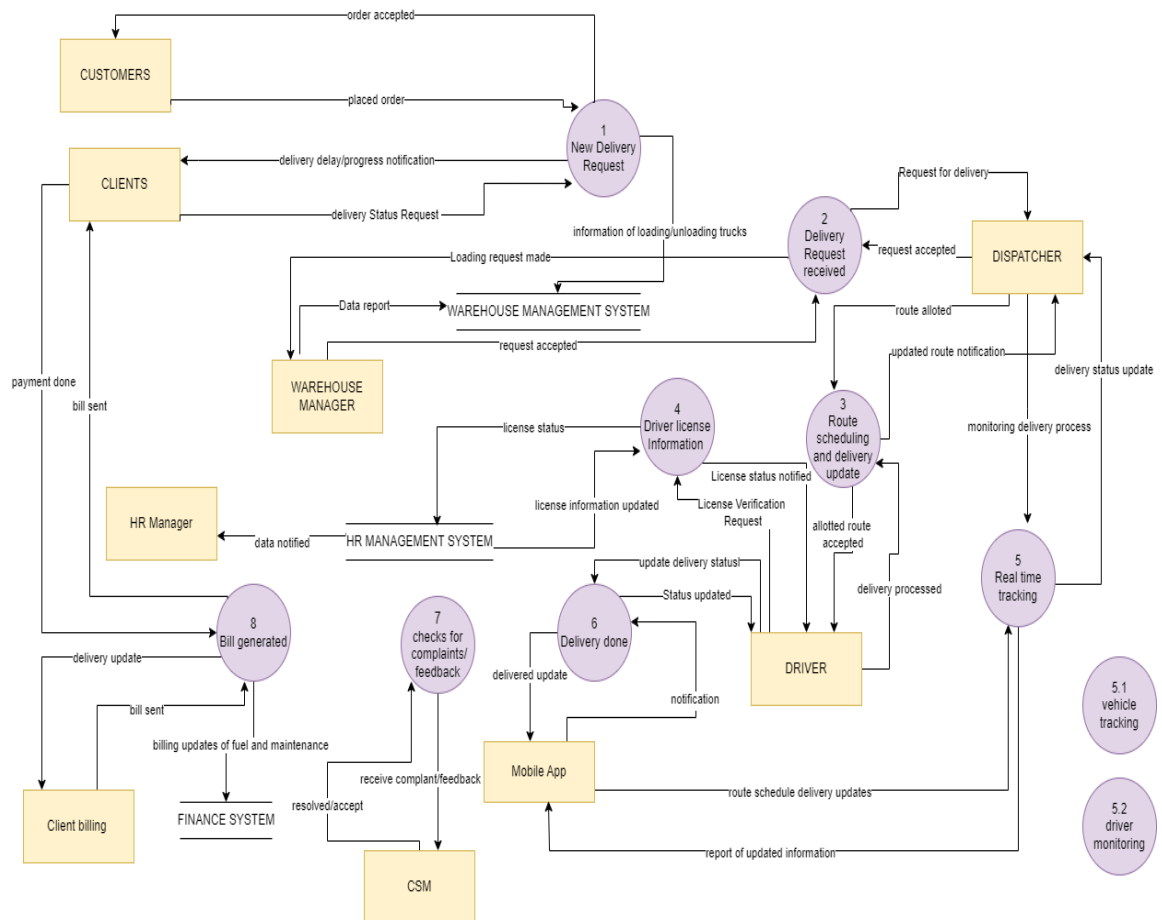 order accepted
CUSTOMERS
placed order
1
New Delivery
Request
delivery delay/progress notification
CLIENTS
delivery Status Request
Request for delivery
2
Delivery
Request
received
information of loading/unloading trucks
request accepted
DISPATCHER
Loading request made
Data report
WAREHOUSE MANAGEMENT SYSTEM
route alloted
request accepted
updated route notification
delivery status update
payment done
bill sent
WAREHOUSE
MANAGER
4
Driver license
Information
3
Route
scheduling
and delivery
update
license status
monitoring delivery process
License status notified
license information updated
License Verification
Request
HR Manager
data notified
HR MANAGEMENT SYSTEM
allotted route
accepted
update delivery status!
delivery processed
5
Real time
tracking
Status updated
8
Bill generated
7
checks for
complaints/
feedback
6
Delivery done
delivery update
delivered update
DRIVER
notification
5.1
vehicle
tracking
bill sent
billing updates of fuel and maintenance
Mobile App
receive complant/feedback
route schedule delivery updates
resolved/accept
FINANCE SYSTEM
Client billing
5.2
driver
monitoring
report of updated information
CSM